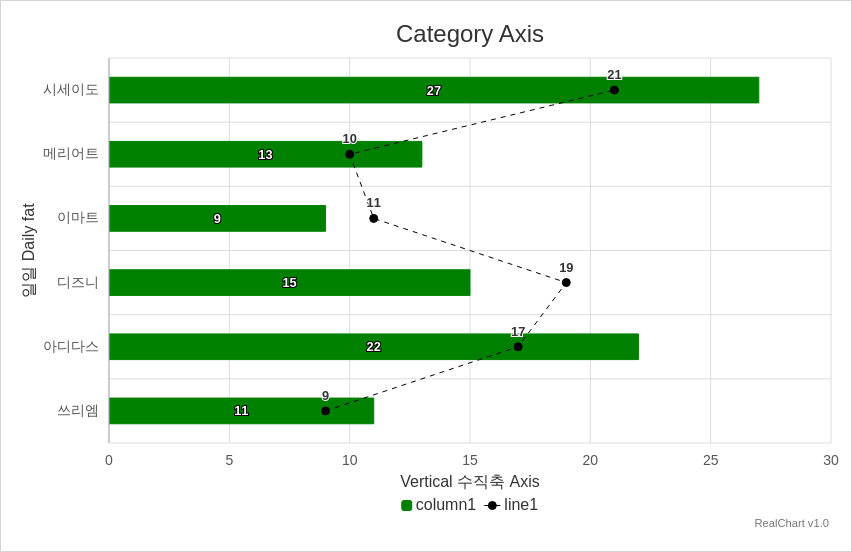 Category Axis
21
시세이도
27
10
메리어트
13
11
이마트
9
일일 Daily fat
19
디즈니
15
17
아디다스
22
9
쓰리엠
11
0 5 10 15 20 25 30
Vertical 수직축 Axis
column1 line1
RealChart v1.0